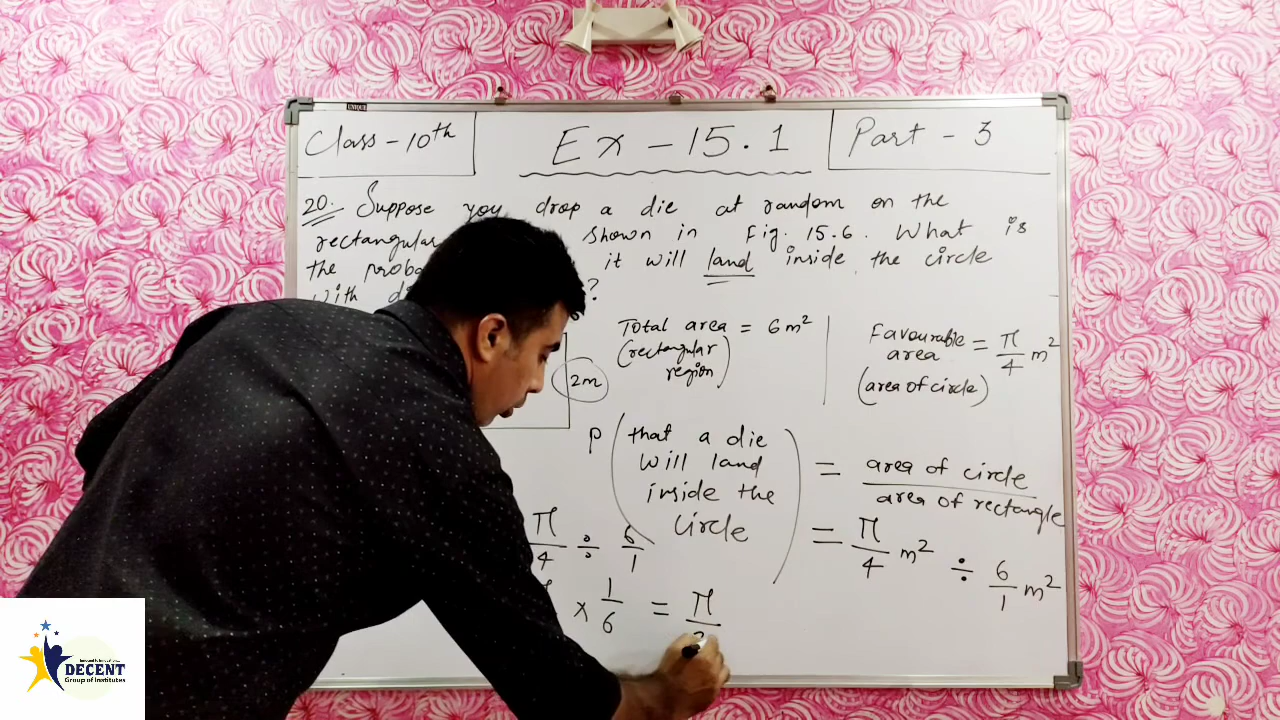 UNIQUE
Class - 10th
Ex - 15.1
Part - 3
20. Suppose you drop a die at random on the
rectangular shown in Fig. 15.6. What is
the it will land inside the circle
with ?
Total area = 6m²
(rectangular
region)
Favourable
area = π/4 m²
(area of circle)
2m
P (that a die
will land
inside the
circle) = area of circle / area of rectangle
= π/4 m² ÷ 6/1 m²
π/4 ÷ 6/1
× 1/6 = π
DECENT
Group of Institutes